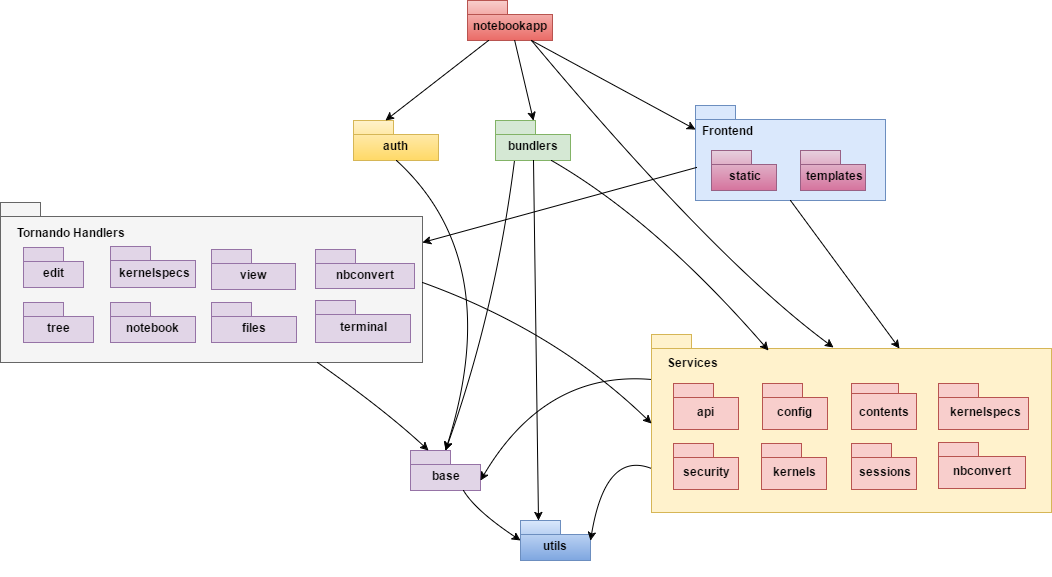 notebookapp
auth
bundlers
Frontend
static
templates
Tornando Handlers
edit
kernelspecs
view
nbconvert
tree
notebook
files
terminal
Services
api
config
contents
kernelspecs
security
kernels
sessions
nbconvert
base
utils